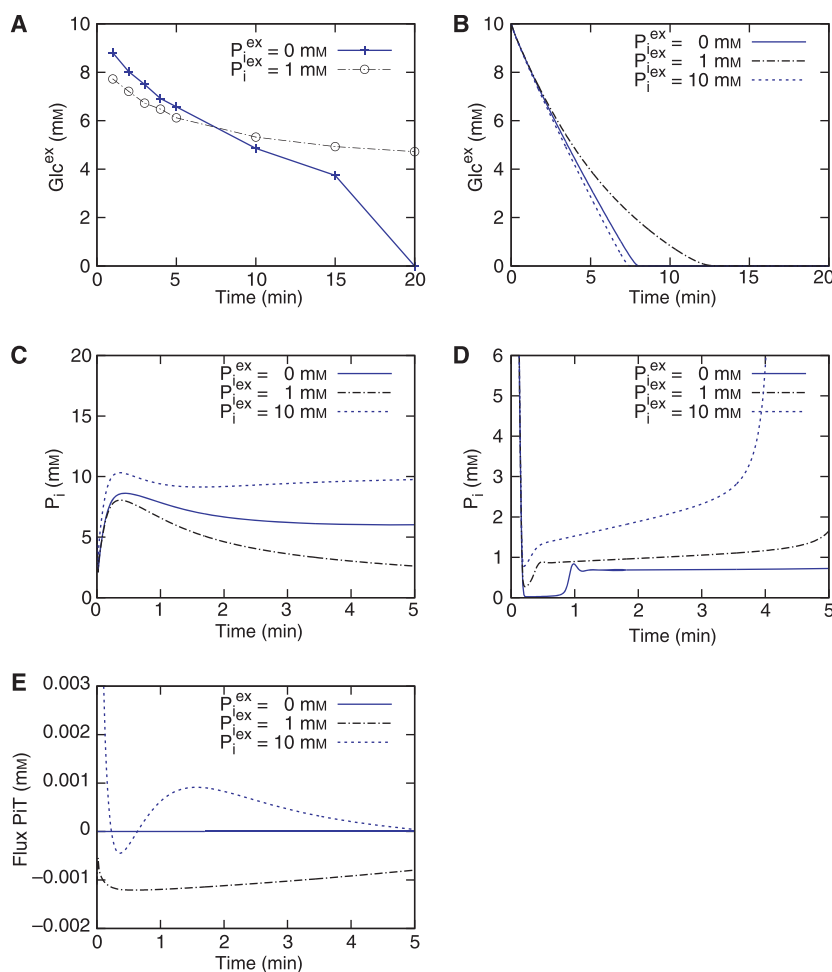 A
10
8
6
4
2
0
Glc^ex (mM)
0 5 10 15 20
Time (min)
P_i^ex = 0 mM
P_i^ex = 1 mM
B
10
8
6
4
2
0
Glc^ex (mM)
0 5 10 15 20
Time (min)
P_i^ex = 0 mM
P_i^ex = 1 mM
P_i^ex = 10 mM
C
20
15
10
5
0
P_i (mM)
0 1 2 3 4 5
Time (min)
P_i^ex = 0 mM
P_i^ex = 1 mM
P_i^ex = 10 mM
D
6
5
4
3
2
1
0
P_i (mM)
0 1 2 3 4 5
Time (min)
P_i^ex = 0 mM
P_i^ex = 1 mM
P_i^ex = 10 mM
E
0.003
0.002
0.001
0
−0.001
−0.002
Flux PiT (mM)
0 1 2 3 4 5
Time (min)
P_i^ex = 0 mM
P_i^ex = 1 mM
P_i^ex = 10 mM